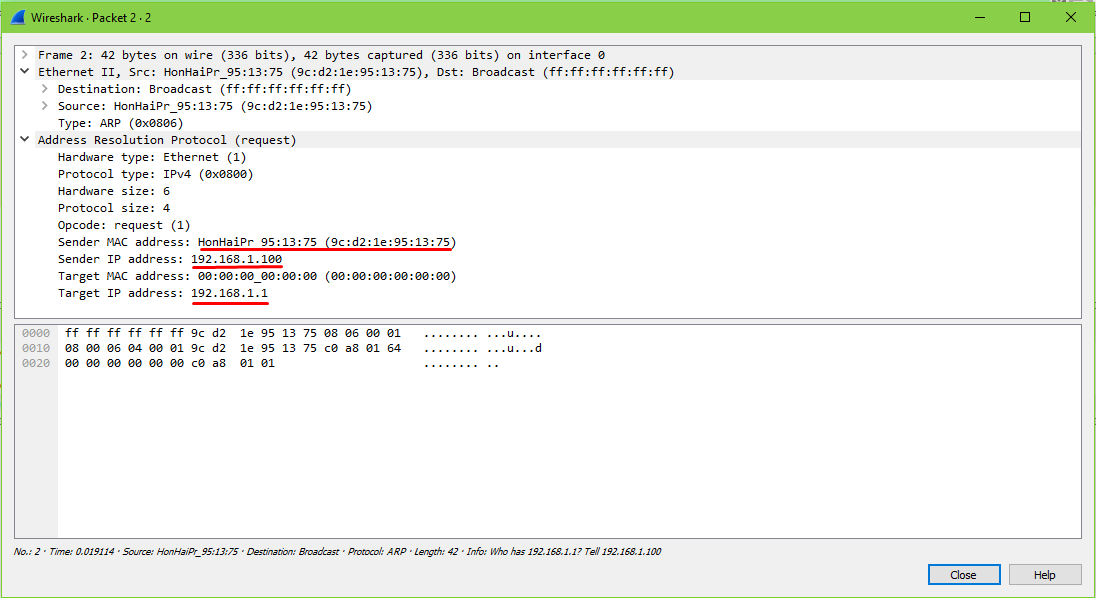 Wireshark · Packet 2 · 2
Frame 2: 42 bytes on wire (336 bits), 42 bytes captured (336 bits) on interface 0
Ethernet II, Src: HonHaiPr_95:13:75 (9c:d2:1e:95:13:75), Dst: Broadcast (ff:ff:ff:ff:ff:ff)
Destination: Broadcast (ff:ff:ff:ff:ff:ff)
Source: HonHaiPr_95:13:75 (9c:d2:1e:95:13:75)
Type: ARP (0x0806)
Address Resolution Protocol (request)
Hardware type: Ethernet (1)
Protocol type: IPv4 (0x0800)
Hardware size: 6
Protocol size: 4
Opcode: request (1)
Sender MAC address: HonHaiPr_95:13:75 (9c:d2:1e:95:13:75)
Sender IP address: 192.168.1.100
Target MAC address: 00:00:00_00:00:00 (00:00:00:00:00:00)
Target IP address: 192.168.1.1
0000 ff ff ff ff ff ff 9c d2 1e 95 13 75 08 06 00 01 ........ ...u....
0010 08 00 06 04 00 01 9c d2 1e 95 13 75 c0 a8 01 64 ........ ...u...d
0020 00 00 00 00 00 00 c0 a8 01 01 ........ ..
No.: 2 · Time: 0.019114 · Source: HonHaiPr_95:13:75 · Destination: Broadcast · Protocol: ARP · Length: 42 · Info: Who has 192.168.1.1? Tell 192.168.1.100
Close Help